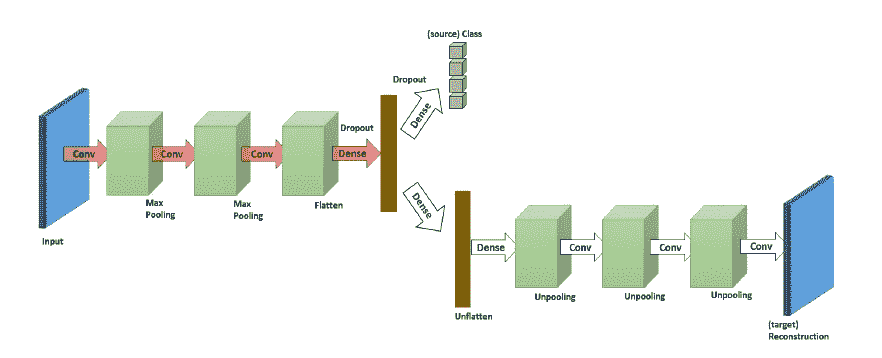 (source) Class
Dropout
Dense
Dropout
Conv
Conv
Conv
Dense
Max
Pooling
Max
Pooling
Flatten
Input
Dense
Dense
Conv
Conv
Conv
Unpooling
Unpooling
Unpooling
Unflatten
(target)
Reconstruction